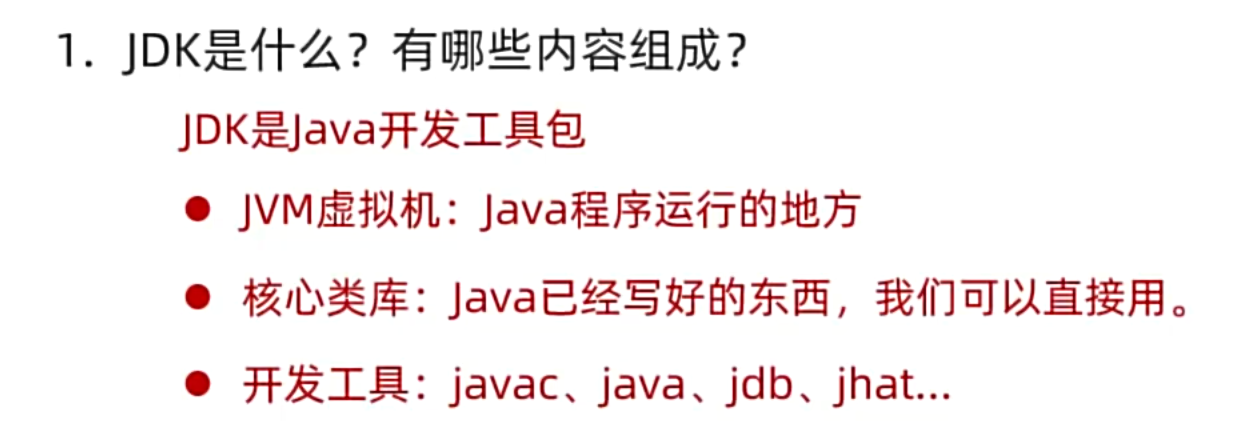 1. JDK是什么？有哪些内容组成？
JDK是Java开发工具包
● JVM虚拟机：Java程序运行的地方
● 核心类库：Java已经写好的东西，我们可以直接用。
● 开发工具：javac、java、jdb、jhat...